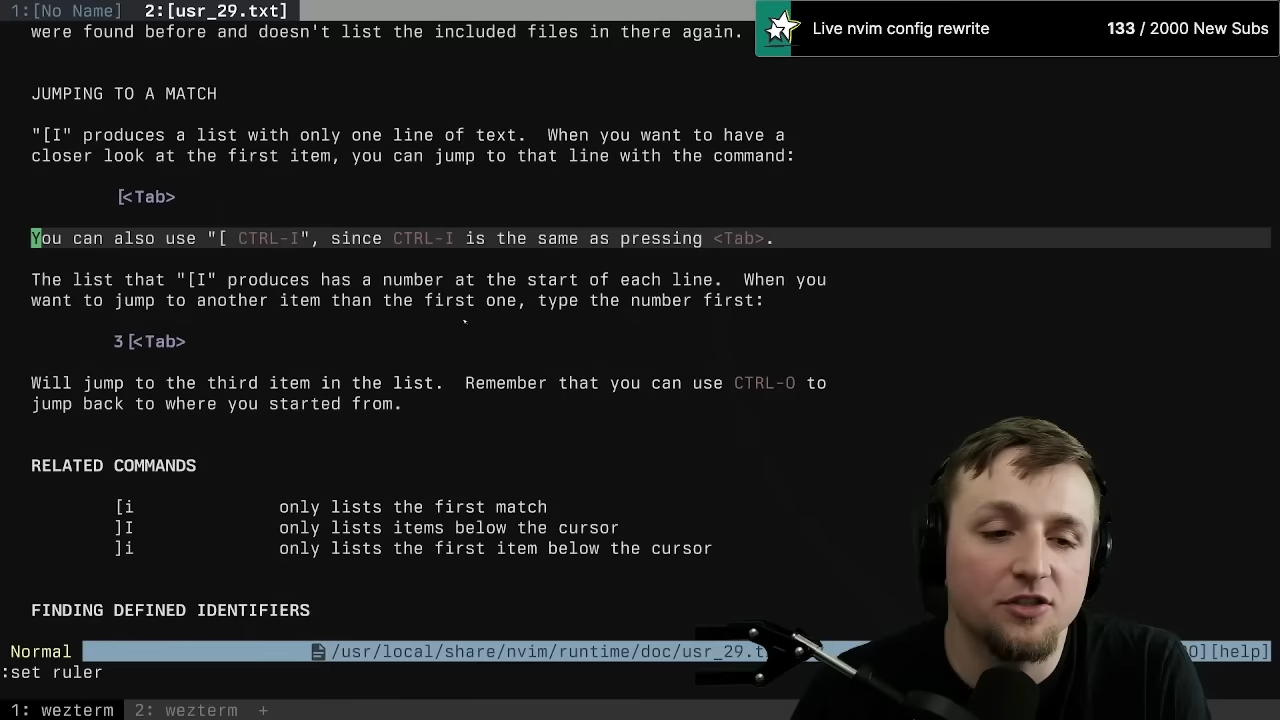 1:[No Name]  2:[usr_29.txt]
Live nvim config rewrite 133 / 2000 New Subs
were found before and doesn't list the included files in there again.
JUMPING TO A MATCH
"[I" produces a list with only one line of text.  When you want to have a
closer look at the first item, you can jump to that line with the command:
[<Tab>
You can also use "[ CTRL-I", since CTRL-I is the same as pressing <Tab>.
The list that "[I" produces has a number at the start of each line.  When you
want to jump to another item than the first one, type the number first:
3[<Tab>
Will jump to the third item in the list.  Remember that you can use CTRL-O to
jump back to where you started from.
RELATED COMMANDS
[i only lists the first match
]I only lists items below the cursor
]i only lists the first item below the cursor
FINDING DEFINED IDENTIFIERS
Normal /usr/local/share/nvim/runtime/doc/usr_29.t [help]
:set ruler
1: wezterm 2: wezterm +